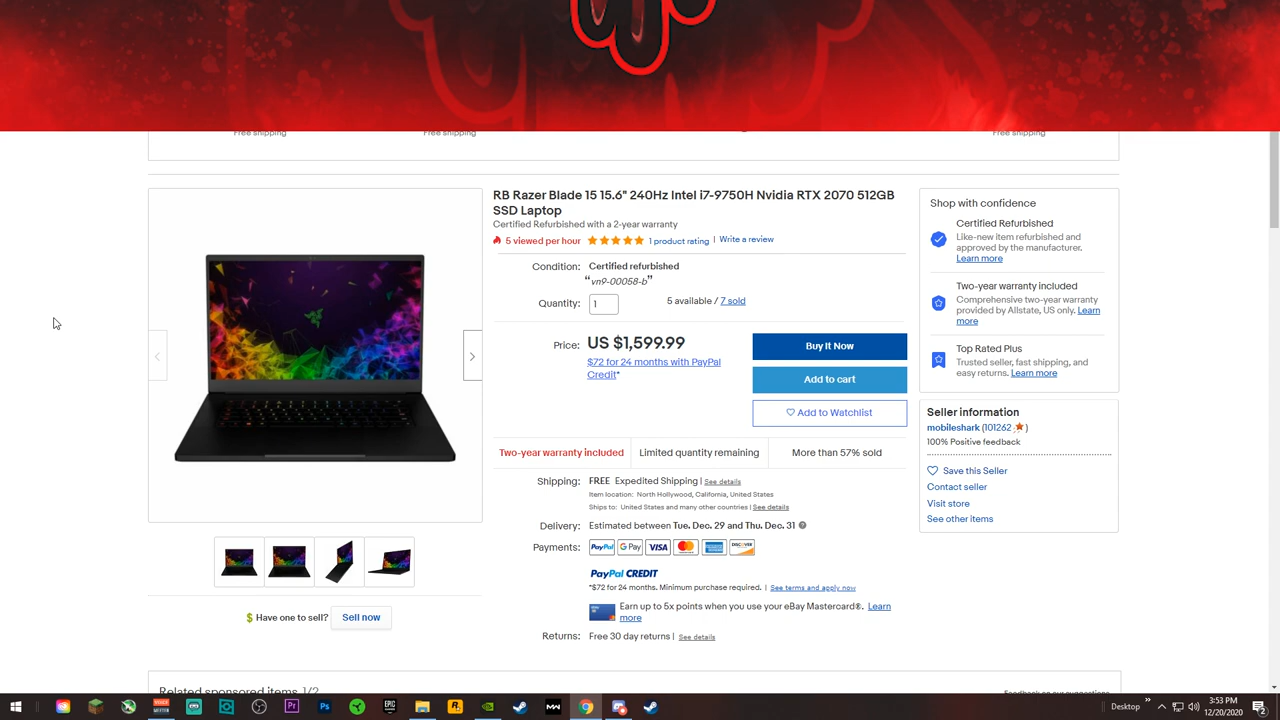 Free shipping Free shipping Free shipping
RB Razer Blade 15 15.6" 240Hz Intel i7-9750H Nvidia RTX 2070 512GB
SSD Laptop
Certified Refurbished with a 2-year warranty
5 viewed per hour 1 product rating | Write a review
Condition: Certified refurbished
“vn9-00058-b”
Quantity: 1 5 available / 7 sold
Price: US $1,599.99
$72 for 24 months with PayPal
Credit*
Buy It Now
Add to cart
Add to Watchlist
Two-year warranty included
Limited quantity remaining
More than 57% sold
Shipping: FREE Expedited Shipping | See details
Item location: North Hollywood, California, United States
Ships to: United States and many other countries | See details
Delivery: Estimated between Tue. Dec. 29 and Thu. Dec. 31
Payments: PayPal G Pay VISA DISCOVER
PayPal CREDIT
*$72 for 24 months. Minimum purchase required. | See terms and apply now
Earn up to 5x points when you use your eBay Mastercard®. Learn
more
Returns: Free 30 day returns | See details
$ Have one to sell? Sell now
Shop with confidence
Certified Refurbished
Like-new item refurbished and
approved by the manufacturer.
Learn more
Two-year warranty included
Comprehensive two-year warranty
provided by Allstate, US only. Learn
more
Top Rated Plus
Trusted seller, fast shipping, and
easy returns. Learn more
Seller information
mobileshark (101262 )
100% Positive feedback
Save this Seller
Contact seller
Visit store
See other items
Related sponsored items 1/2
Feedback on our suggestions
Desktop
3:53 PM
12/20/2020
2